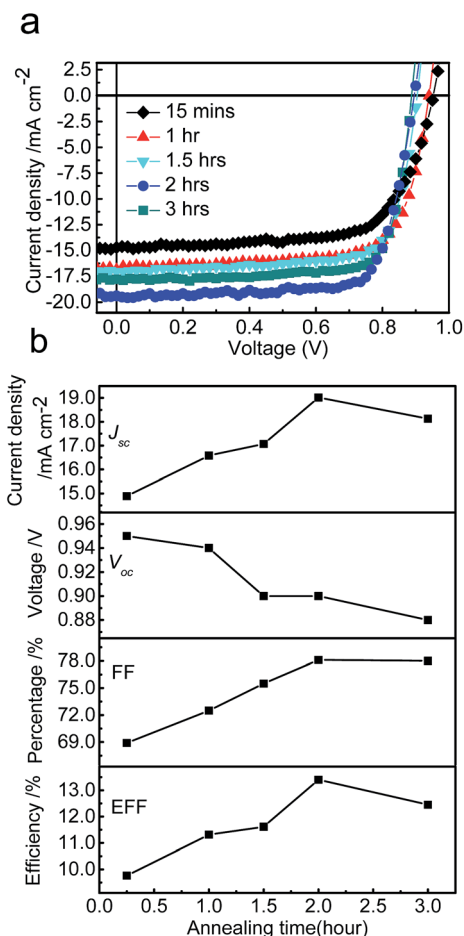 a
Current density /mA cm-2
2.5
0.0
-2.5
-5.0
-7.5
-10.0
-12.5
-15.0
-17.5
-20.0
15 mins
1 hr
1.5 hrs
2 hrs
3 hrs
0.0 0.2 0.4 0.6 0.8 1.0
Voltage (V)
b
Current density
/mA cm-2
19.0
18.0
17.0
16.0
15.0
Jsc
Voltage /V
0.96
0.94
0.90
0.88
Voc
Percentage /%
78.0
75.0
72.0
69.0
FF
Efficiency /%
13.0
12.0
11.0
10.0
EFF
0.0 0.5 1.0 1.5 2.0 2.5 3.0
Annealing time(hour)